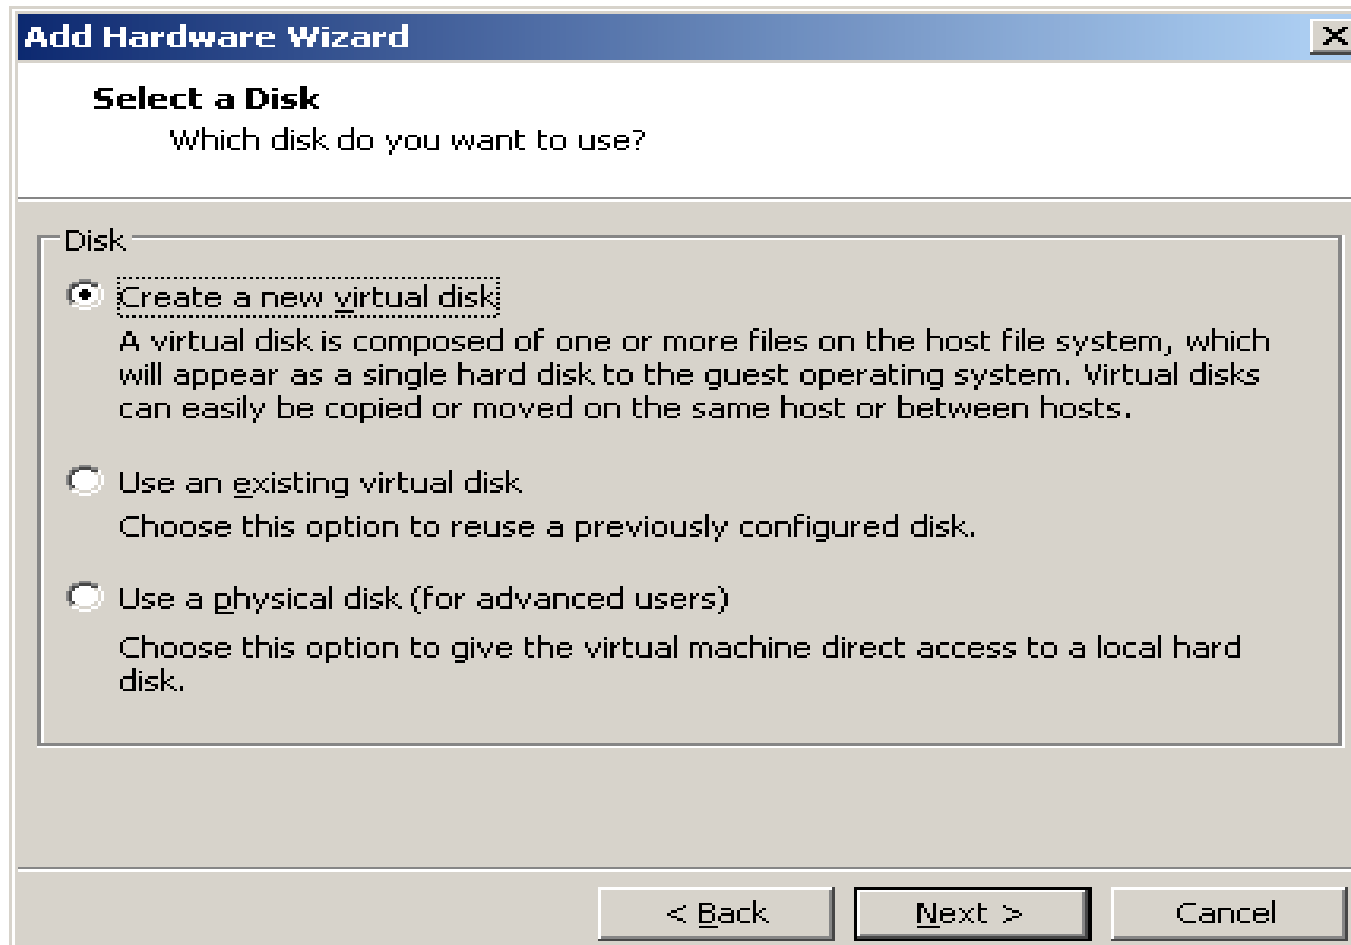 Add Hardware Wizard
Select a Disk
Which disk do you want to use?
Disk
Create a new virtual disk
A virtual disk is composed of one or more files on the host file system, which
will appear as a single hard disk to the guest operating system. Virtual disks
can easily be copied or moved on the same host or between hosts.
Use an existing virtual disk
Choose this option to reuse a previously configured disk.
Use a physical disk (for advanced users)
Choose this option to give the virtual machine direct access to a local hard
disk.
< Back
Next >
Cancel